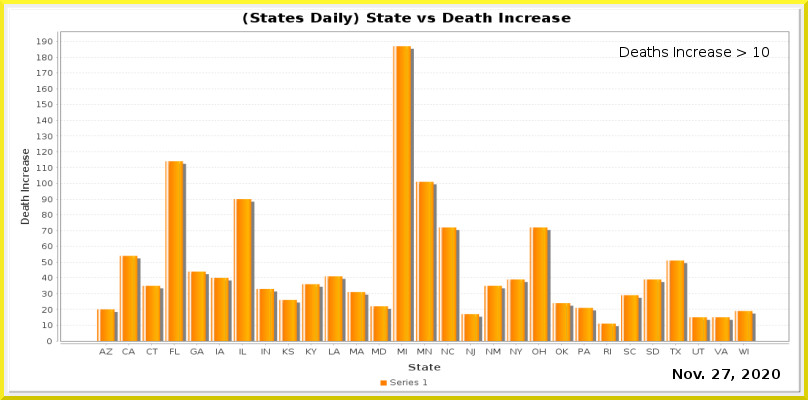 (States Daily) State vs Death Increase
Deaths Increase > 10
Death Increase
190
180
170
160
150
140
130
120
110
100
90
80
70
60
50
40
30
20
10
0
AZ CA CT FL GA IA IL IN KS KY LA MA MD MI MN NC NJ NM NY OH OK PA RI SC SD TX UT VA WI
State
Series 1
Nov. 27, 2020